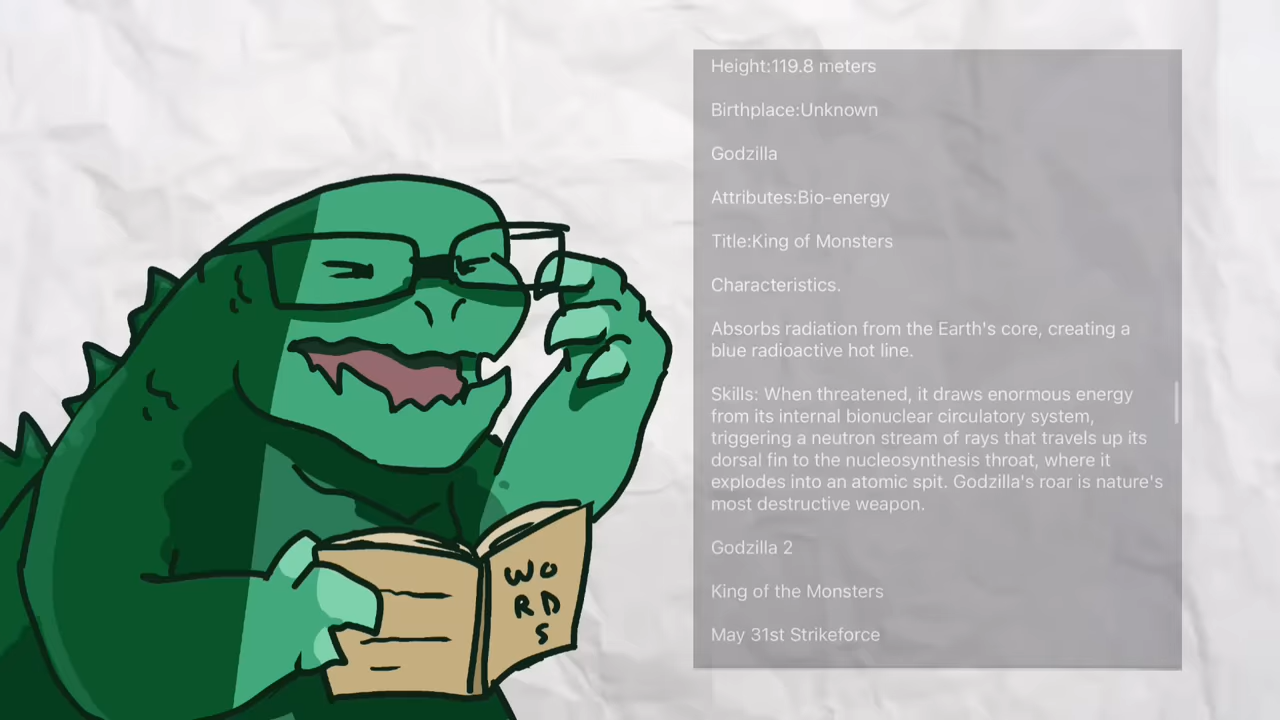 Height:119.8 meters
Birthplace:Unknown
Godzilla
Attributes:Bio-energy
Title:King of Monsters
Characteristics.
Absorbs radiation from the Earth's core, creating a
blue radioactive hot line.
Skills: When threatened, it draws enormous energy
from its internal bionuclear circulatory system,
triggering a neutron stream of rays that travels up its
dorsal fin to the nucleosynthesis throat, where it
explodes into an atomic spit. Godzilla's roar is nature's
most destructive weapon.
Godzilla 2
King of the Monsters
May 31st Strikeforce
WO
RD
S